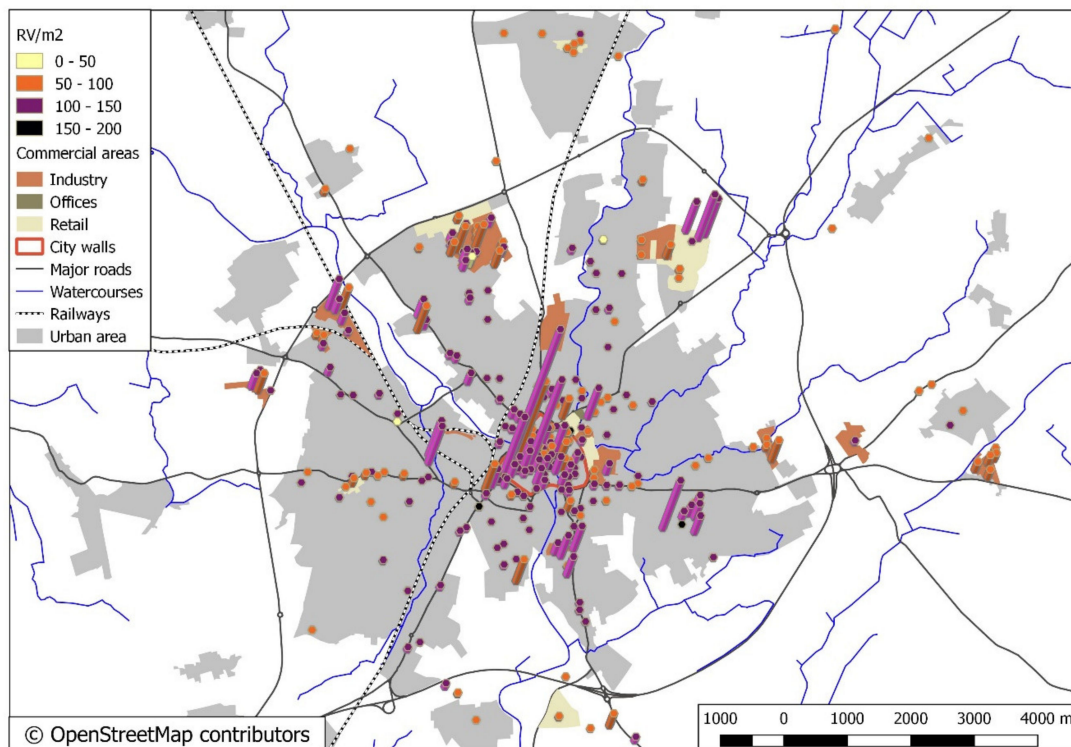 RV/m2
0 - 50
50 - 100
100 - 150
150 - 200
Commercial areas
Industry
Offices
Retail
City walls
Major roads
Watercourses
Railways
Urban area
© OpenStreetMap contributors
1000 0 1000 2000 3000 4000 m